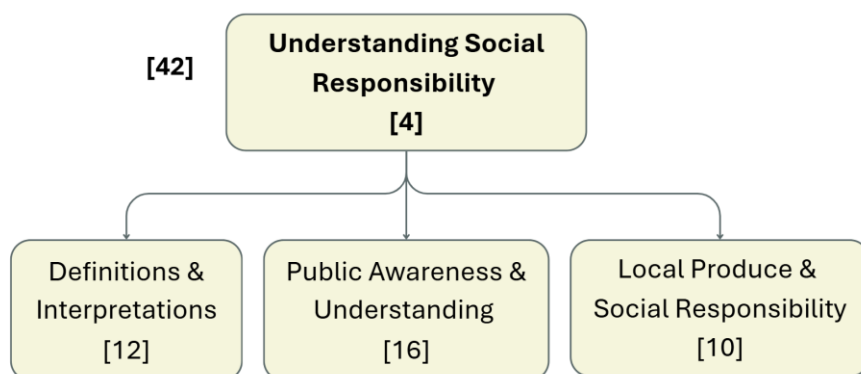 [42]
Understanding Social
Responsibility
[4]
Definitions &
Interpretations
[12]
Public Awareness &
Understanding
[16]
Local Produce &
Social Responsibility
[10]